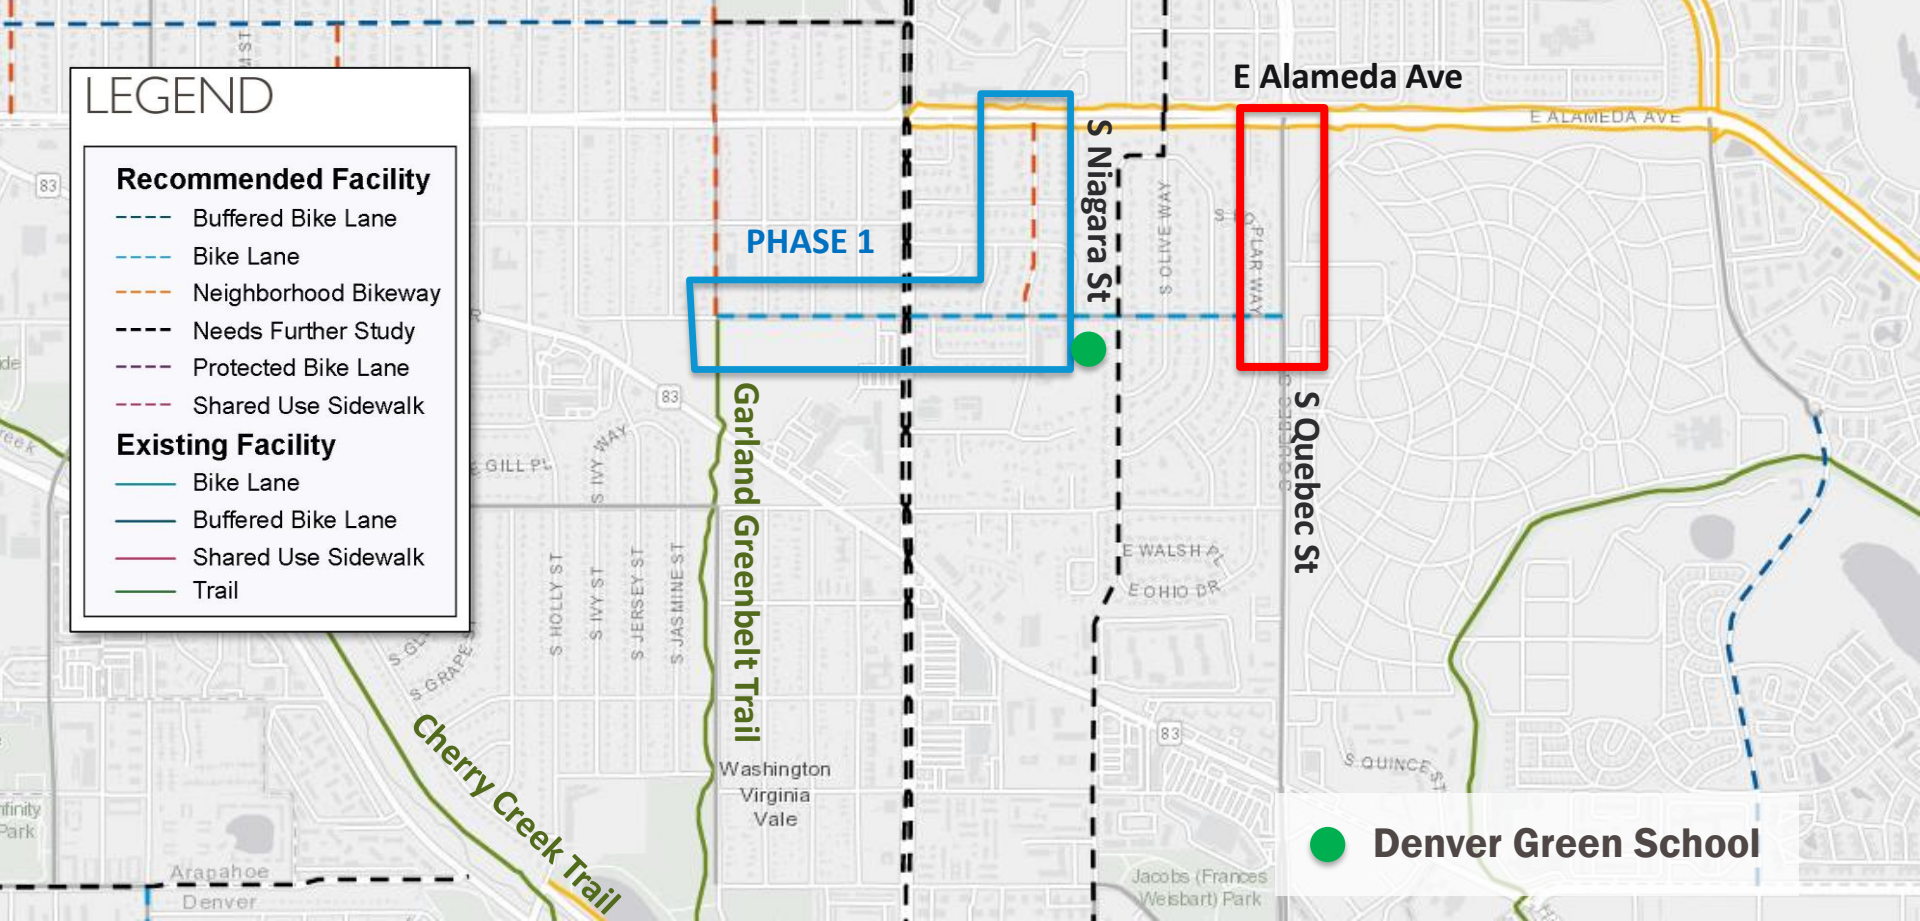 E Alameda Ave
E ALAMEDA AVE
LEGEND
Recommended Facility
Buffered Bike Lane
Bike Lane
Neighborhood Bikeway
Needs Further Study
Protected Bike Lane
Shared Use Sidewalk
Existing Facility
Bike Lane
Buffered Bike Lane
Shared Use Sidewalk
Trail
83
PHASE 1
S Niagara St
S OLIVE WAY
PLAR WAY
83
Garland Greenbelt Trail
S Quebec St
GILL PL
S IVY WAY
E WALSH PL
E OHIO DR
S HOLLY ST
S IVY ST
S JERSEY ST
S JASMINE ST
S GRAPE
Cherry Creek Trail
83
S QUINCE ST
Washington
Virginia
Vale
Park
Arapahoe
Denver
Jacobs (Frances
Weisbart) Park
Denver Green School